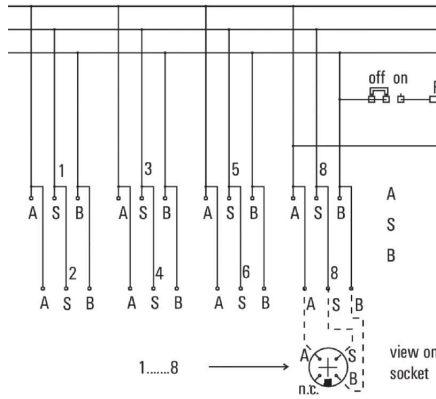 off on
1 3 5 8
A S B A S B A S B A S B A
S
B
2 4 6 8
A S B A S B A S B A S B
A S
1......8 view on
B socket
n.c.